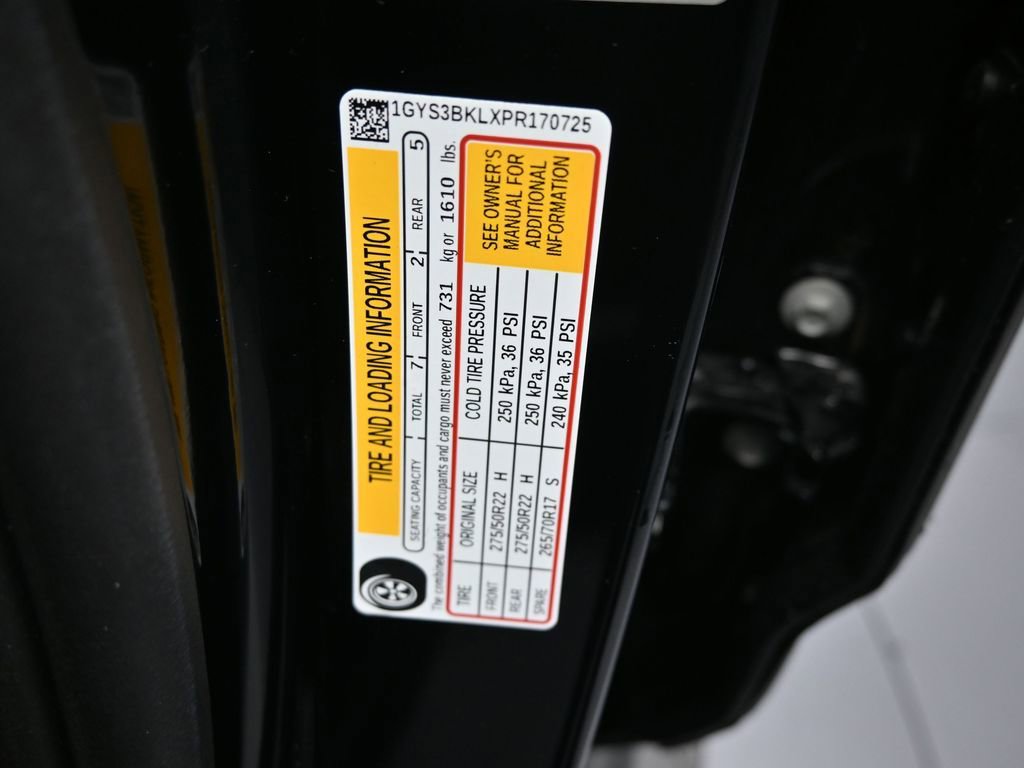 1GYS3BKLXPR170725
TIRE AND LOADING INFORMATION
SEATING CAPACITY TOTAL 7 FRONT 2 REAR 5
The combined weight of occupants and cargo must never exceed 731 kg or 1610 lbs.
TIRE ORIGINAL SIZE COLD TIRE PRESSURE
FRONT 275/50R22 H 250 kPa, 36 PSI
REAR 275/50R22 H 250 kPa, 36 PSI
SPARE 265/70R17 S 240 kPa, 35 PSI
SEE OWNER'S
MANUAL FOR
ADDITIONAL
INFORMATION